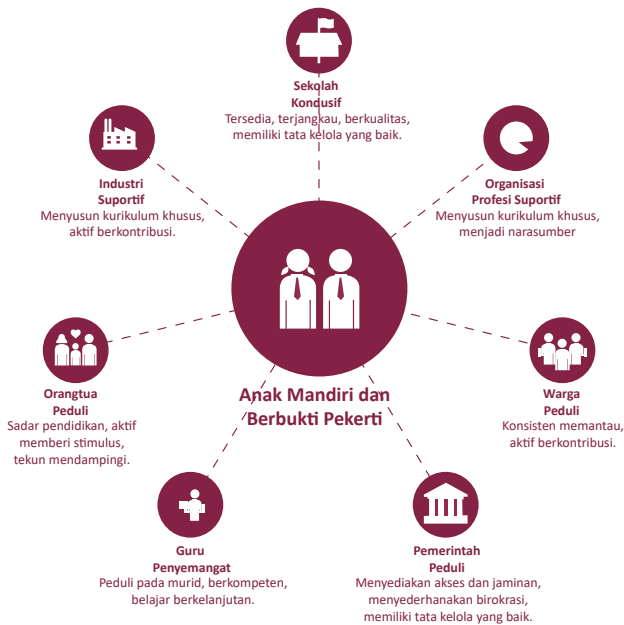 Sekolah
Kondusif
Tersedia, terjangkau, berkualitas,
memiliki tata kelola yang baik.
Industri
Suportif
Menyusun kurikulum khusus,
aktif berkontribusi.
Organisasi
Profesi Suportif
Menyusun kurikulum khusus,
menjadi narasumber
Anak Mandiri dan
Berbukti Pekerti
Orangtua
Peduli
Sadar pendidikan, aktif
memberi stimulus,
tekun mendampingi.
Warga
Peduli
Konsisten memantau,
aktif berkontribusi.
Guru
Penyemangat
Peduli pada murid, berkompeten,
belajar berkelanjutan.
Pemerintah
Peduli
Menyediakan akses dan jaminan,
menyederhanakan birokrasi,
memiliki tata kelola yang baik.